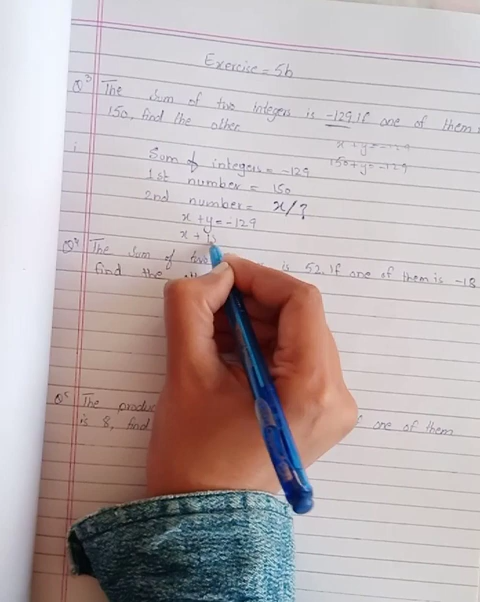 Exercise = 5b
Q3 The sum of two integers is -129. If one of them is
150, find the other.
x + y = -129
150 + y = -129
i Sum of integers = -129
1st number = 150
2nd number = x/?
x + y = -129
x +
Q4 The sum of two is 52. If one of them is -18
find the
Q5 The produc one of them
is 8, find